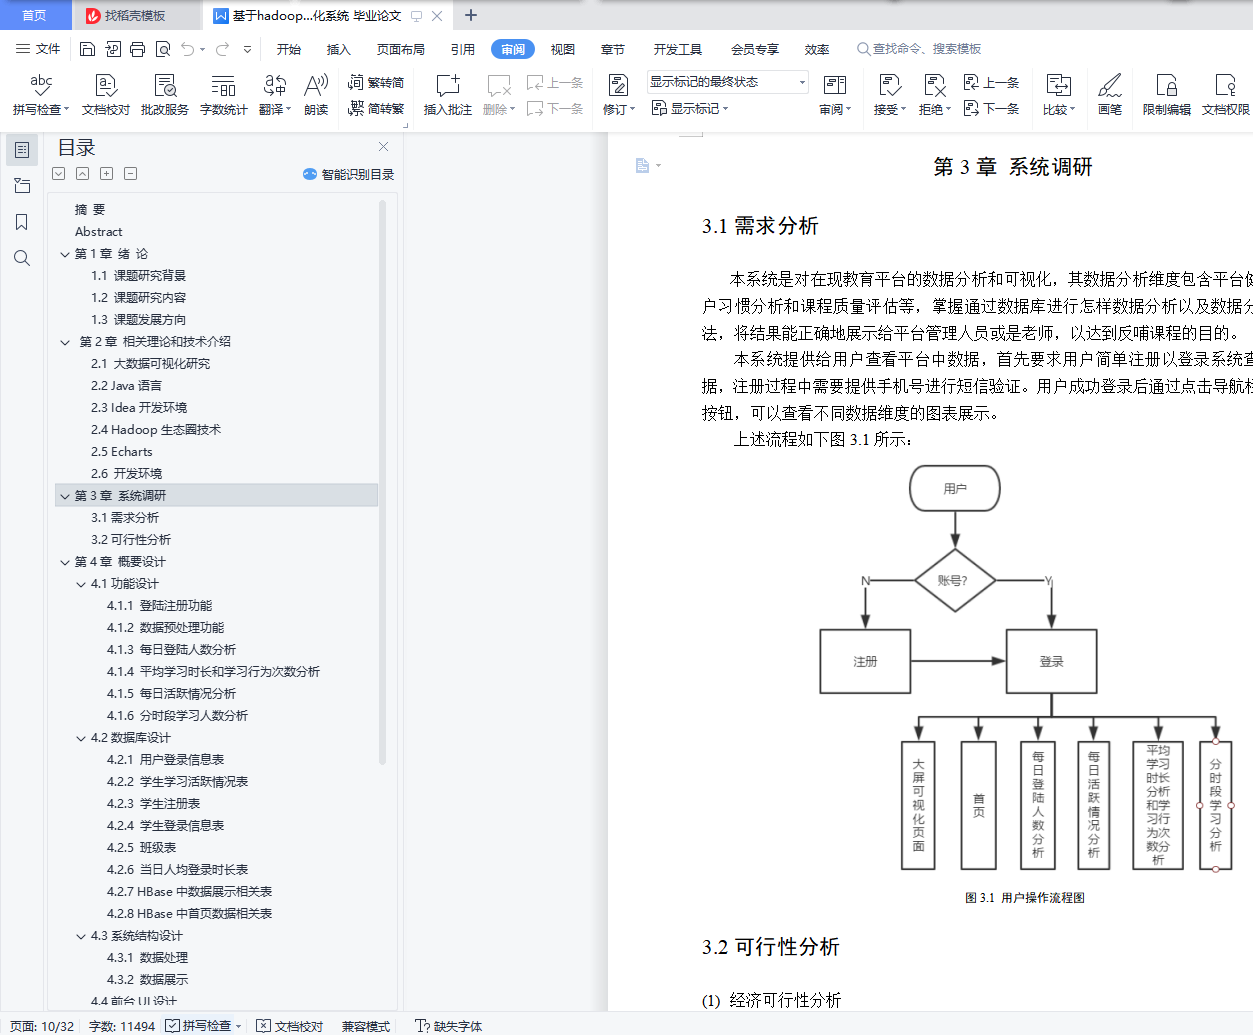 首页
找稻壳模板
基于hadoop...化系统 毕业论文
文件
开始
插入
页面布局
引用
审阅
视图
章节
开发工具
会员专享
效率
查找命令、搜索模板
拼写检查
文档校对
批改服务
字数统计
翻译
朗读
繁转简
简转繁
插入批注
删除
上一条
下一条
修订
显示标记的最终状态
显示标记
审阅
接受
拒绝
上一条
下一条
比较
画笔
限制编辑
文档权限
目录
智能识别目录
摘 要
Abstract
第 1 章 绪 论
1.1 课题研究背景
1.2 课题研究内容
1.3 课题发展方向
第 2 章 相关理论和技术介绍
2.1 大数据可视化研究
2.2 Java 语言
2.3 Idea 开发环境
2.4 Hadoop 生态圈技术
2.5 Echarts
2.6 开发环境
第 3 章 系统调研
3.1 需求分析
3.2 可行性分析
第 4 章 概要设计
4.1 功能设计
4.1.1 登陆注册功能
4.1.2 数据预处理功能
4.1.3 每日登陆人数分析
4.1.4 平均学习时长和学习行为次数分析
4.1.5 每日活跃情况分析
4.1.6 分时段学习人数分析
4.2 数据库设计
4.2.1 用户登录信息表
4.2.2 学生学习活跃情况表
4.2.3 学生注册表
4.2.4 学生登录信息表
4.2.5 班级表
4.2.6 当日人均登录时长表
4.2.7 HBase 中数据展示相关表
4.2.8 HBase 中首页数据相关表
4.3 系统结构设计
4.3.1 数据处理
4.3.2 数据展示
4.4 前台 UI 设计
第 3 章 系统调研
3.1 需求分析
本系统是对在现教育平台的数据分析和可视化，其数据分析维度包含平台健
户习惯分析和课程质量评估等，掌握通过数据库进行怎样数据分析以及数据分
法，将结果能正确地展示给平台管理人员或是老师，以达到反哺课程的目的。
本系统提供给用户查看平台中数据，首先要求用户简单注册以登录系统查
据，注册过程中需要提供手机号进行短信验证。用户成功登录后通过点击导航栏
按钮，可以查看不同数据维度的图表展示。
上述流程如下图 3.1 所示：
用户
账号?
N
Y
注册
登录
大屏可视化页面
首页
每日登陆人数分析
每日活跃情况分析
平均学习时长分析和学习行为次数分析
分时段学习分析
图 3.1 用户操作流程图
3.2 可行性分析
(1) 经济可行性分析
页面: 10/32
字数: 11494
拼写检查
文档校对
兼容模式
缺失字体